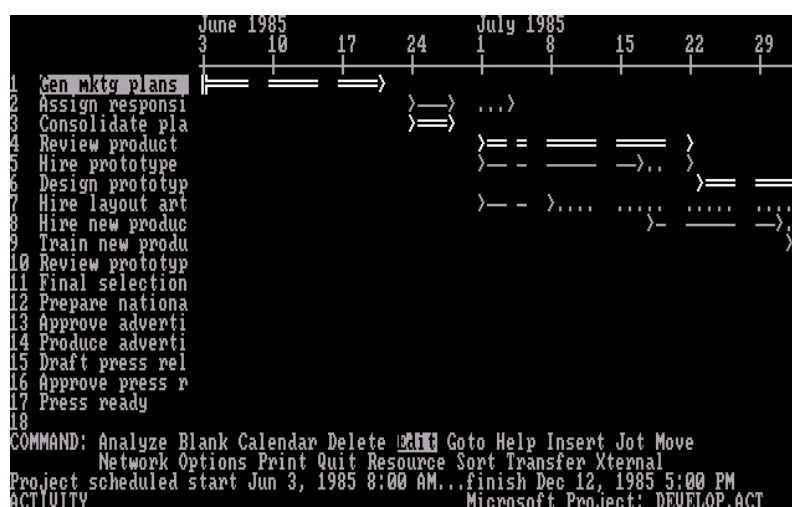 June 1985 July 1985
3 10 17 24 1 8 15 22 29
1 Gen mktg plans
2 Assign responsi
3 Consolidate pla
4 Review product
5 Hire prototype
6 Design prototyp
7 Hire layout art
8 Hire new produc
9 Train new produ
10 Review prototyp
11 Final selection
12 Prepare nationa
13 Approve adverti
14 Produce adverti
15 Draft press rel
16 Approve press r
17 Press ready
18
COMMAND: Analyze Blank Calendar Delete Edit Goto Help Insert Jot Move
Network Options Print Quit Resource Sort Transfer Xternal
Project scheduled start Jun 3, 1985 8:00 AM...finish Dec 12, 1985 5:00 PM
ACTIVITY Microsoft Project: DEVELOP.ACT